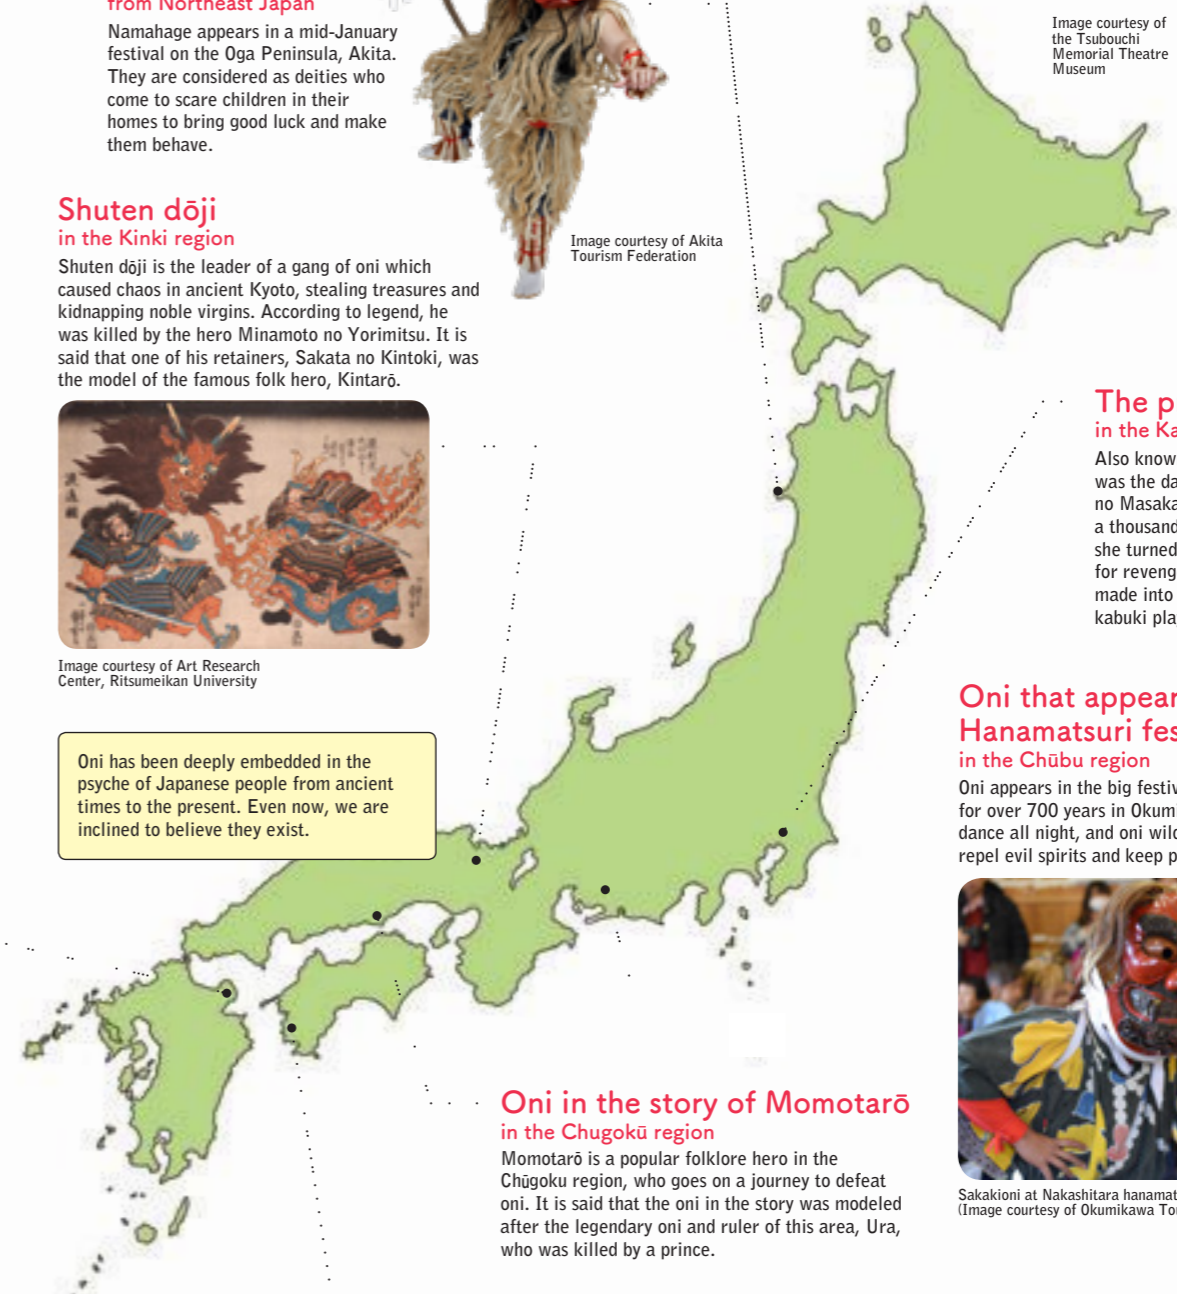 from Northeast Japan
Namahage appears in a mid-January
festival on the Oga Peninsula, Akita.
They are considered as deities who
come to scare children in their
homes to bring good luck and make
them behave.
Image courtesy of
the Tsubouchi
Memorial Theatre
Museum
Shuten dōji
in the Kinki region
Shuten dōji is the leader of a gang of oni which
caused chaos in ancient Kyoto, stealing treasures and
kidnapping noble virgins. According to legend, he
was killed by the hero Minamoto no Yorimitsu. It is
said that one of his retainers, Sakata no Kintoki, was
the model of the famous folk hero, Kintarō.
Image courtesy of Akita
Tourism Federation
Image courtesy of Art Research
Center, Ritsumeikan University
The p
in the Ka
Also know
was the da
no Masaka
a thousand
she turned
for reveng
made into
kabuki pla
Oni has been deeply embedded in the
psyche of Japanese people from ancient
times to the present. Even now, we are
inclined to believe they exist.
Oni that appear
Hanamatsuri fes
in the Chūbu region
Oni appears in the big festiv
for over 700 years in Okumi
dance all night, and oni wild
repel evil spirits and keep p
Sakakioni at Nakashitara hanamat
(Image courtesy of Okumikawa Tou
Oni in the story of Momotarō
in the Chugokū region
Momotarō is a popular folklore hero in the
Chūgoku region, who goes on a journey to defeat
oni. It is said that the oni in the story was modeled
after the legendary oni and ruler of this area, Ura,
who was killed by a prince.